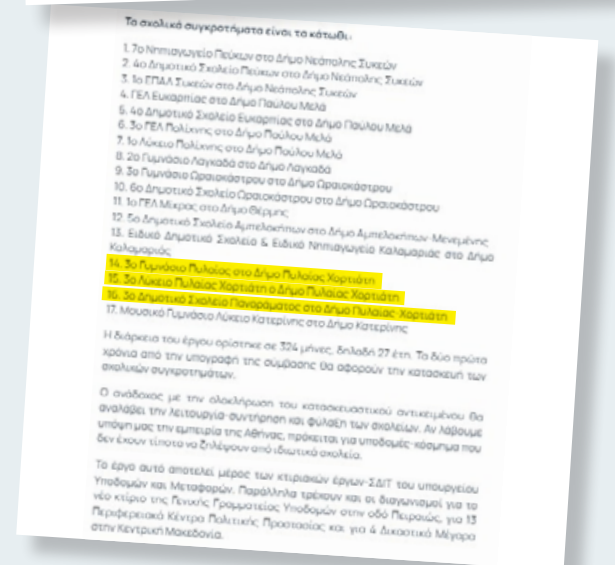 Τα σχολικά συγκροτήματα είναι τα κάτωθι:
1. 7ο Νηπιαγωγείο Πεύκων στο Δήμο Νεάπολης Συκεών
2. 4ο Δημοτικό Σχολείο Πεύκων στο Δήμο Νεάπολης Συκεών
3. 1ο ΕΠΑΛ Συκεών στο Δήμο Νεάπολης Συκεών
4. ΓΕΛ Ευκαρπίας στο Δήμο Παύλου Μελά
5. 4ο Δημοτικό Σχολείο Ευκαρπίας στο Δήμο Παύλου Μελά
6. 3ο ΓΕΛ Πολίχνης στο Δήμο Παύλου Μελά
7. 1ο Λύκειο Πολίχνης στο Δήμο Παύλου Μελά
8. 2ο Γυμνάσιο Λαγκαδά στο Δήμο Λαγκαδά
9. 3ο Γυμνάσιο Ωραιοκάστρου στο Δήμο Ωραιοκάστρου
10. 6ο Δημοτικό Σχολείο Ωραιοκάστρου στο Δήμο Ωραιοκάστρου
11. 1ο ΓΕΛ Μίκρας στο Δήμο Θέρμης
12. 5ο Δημοτικό Σχολείο Αμπελοκήπων στο Δήμο Αμπελοκήπων-Μενεμένης
13. Ειδικό Δημοτικό Σχολείο & Ειδικό Νηπιαγωγείο Καλαμαριάς στο Δήμο
Καλαμαριάς
14. 3ο Γυμνάσιο Πυλαίας στο Δήμο Πυλαίας Χορτιάτη
15. 3ο Λύκειο Πυλαίας Χορτιάτη ο Δήμο Πυλαίας Χορτιάτη
16. 3ο Δημοτικό Σχολείο Πανοράματος στο Δήμο Πυλαίας Χορτιάτη
17. Μουσικό Γυμνάσιο Λύκειο Κατερίνης στο Δήμο Κατερίνης
Η διάρκεια του έργου ορίστηκε σε 324 μήνες, δηλαδή 27 έτη. Τα δύο πρώτα
χρόνια από την υπογραφή της σύμβασης θα αφορούν την κατασκευή των
σχολικών συγκροτημάτων.
Ο ανάδοχος με την ολοκλήρωση του κατασκευαστικού αντικειμένου θα
αναλάβει την λειτουργία-συντήρηση και φύλαξη των σχολείων. Αν λάβουμε
υπόψη μας την εμπειρία της Αθήνας, πρόκειται για υποδομές-κόσμημα που
δεν έχουν τίποτα να ζηλέψουν από ιδιωτικά σχολεία.
Το έργο αυτό αποτελεί μέρος των κτιριακών έργων-ΣΔΙΤ του υπουργείου
Υποδομών και Μεταφορών. Παράλληλα τρέχουν και οι διαγωνισμοί για το
νέο κτίριο της Γενικής Γραμματείας Υποδομών στην οδό Πειραιώς, για 13
Περιφερειακά Κέντρα Πολιτικής Προστασίας και για 4 Δικαστικά Μέγαρα
στην Κεντρική Μακεδονία.